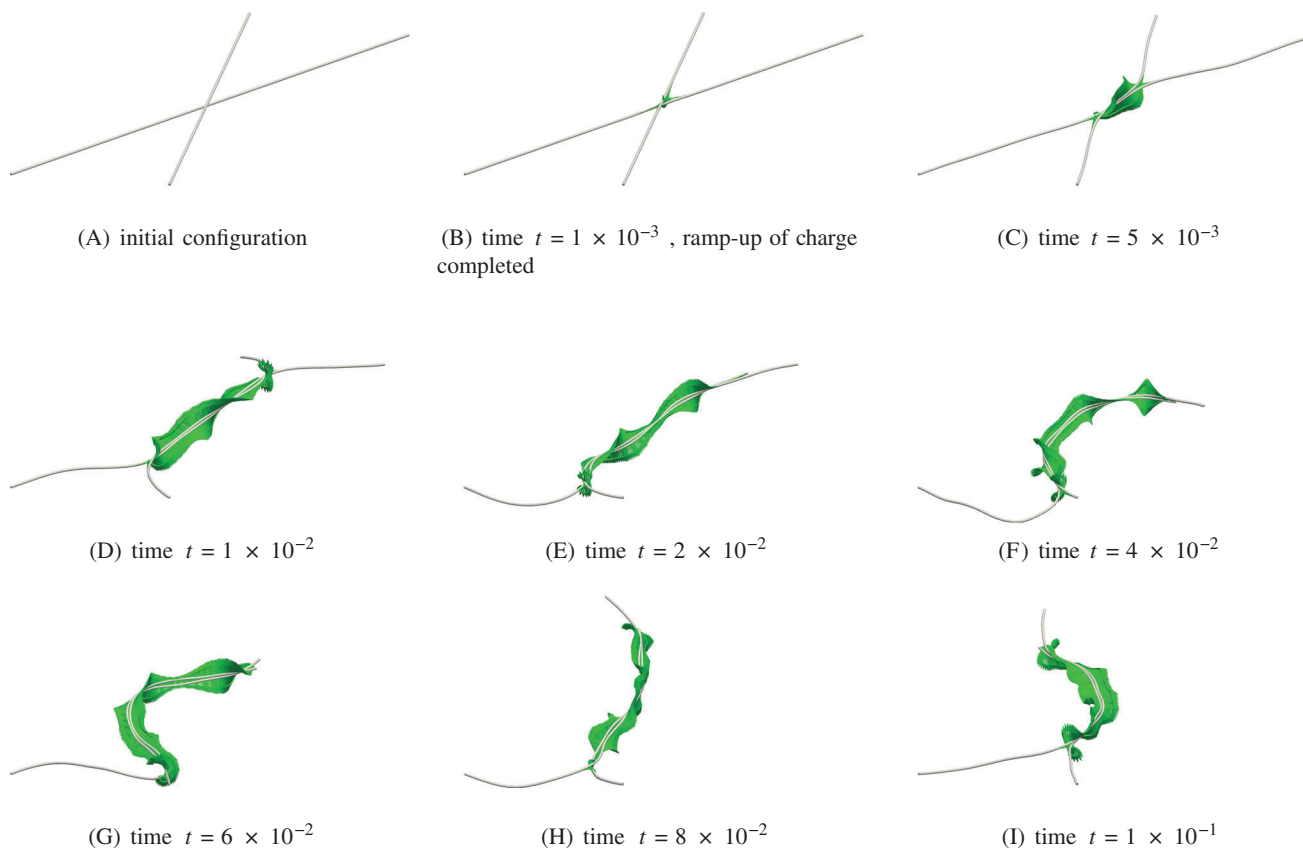 (A) initial configuration
(B) time t = 1 × 10⁻³ , ramp-up of charge
completed
(C) time t = 5 × 10⁻³
(D) time t = 1 × 10⁻²
(E) time t = 2 × 10⁻²
(F) time t = 4 × 10⁻²
(G) time t = 6 × 10⁻²
(H) time t = 8 × 10⁻²
(I) time t = 1 × 10⁻¹